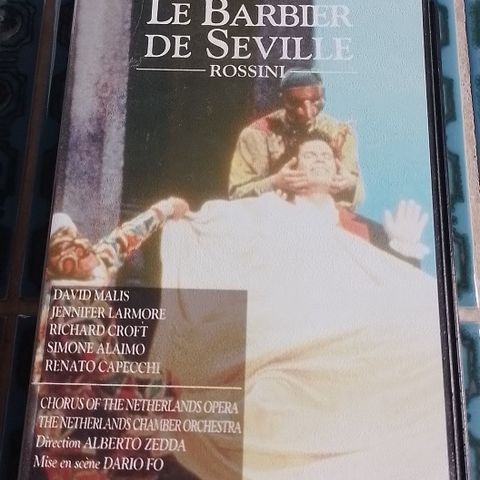 LE BARBIER
DE SEVILLE
ROSSINI
DAVID MALIS
JENNIFER LARMORE
RICHARD CROFT
SIMONE ALAIMO
RENATO CAPECCHI
CHORUS OF THE NETHERLANDS OPERA
THE NETHERLANDS CHAMBER ORCHESTRA
Direction ALBERTO ZEDDA
Mise en scène DARIO FO